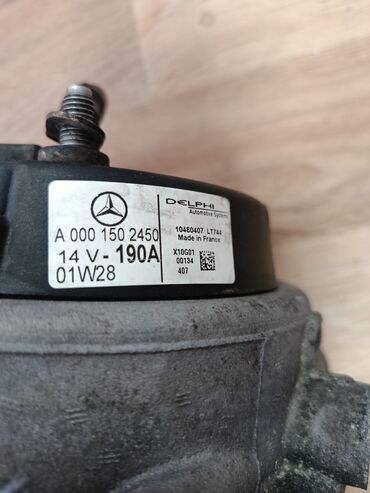 DELPHI
Automotive Systems
A 000 150 2450
14 V - 190A
01W28
10480407 LT744
Made in France
X10G01
00134
407